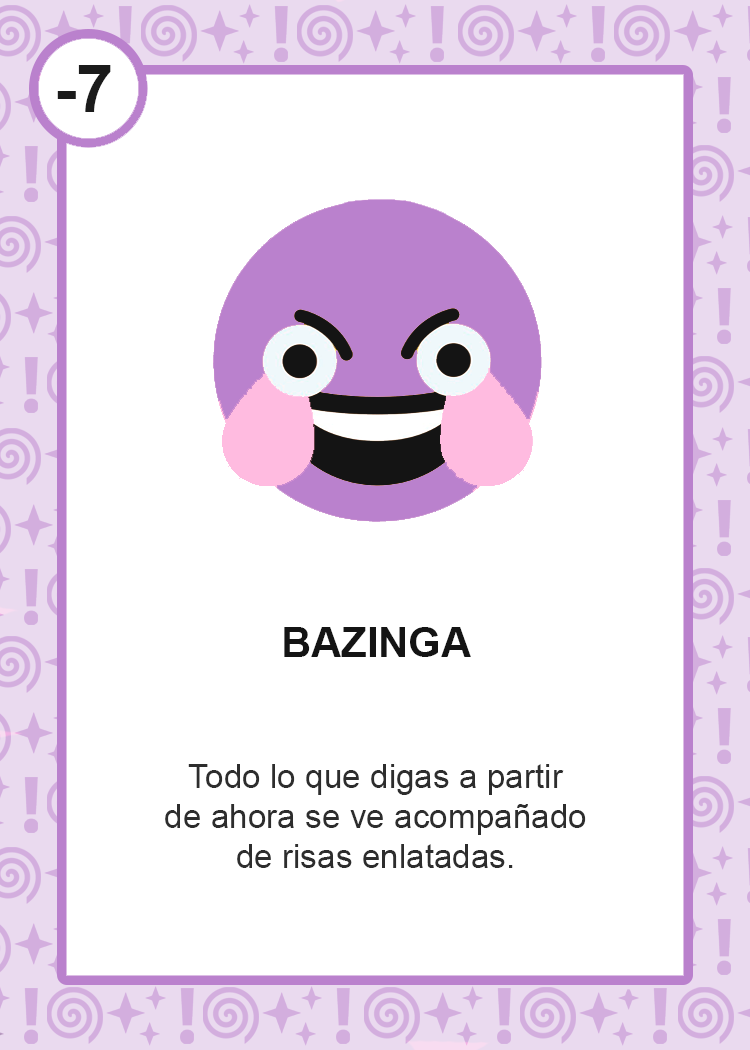 -7
BAZINGA
Todo lo que digas a partir
de ahora se ve acompañado
de risas enlatadas.